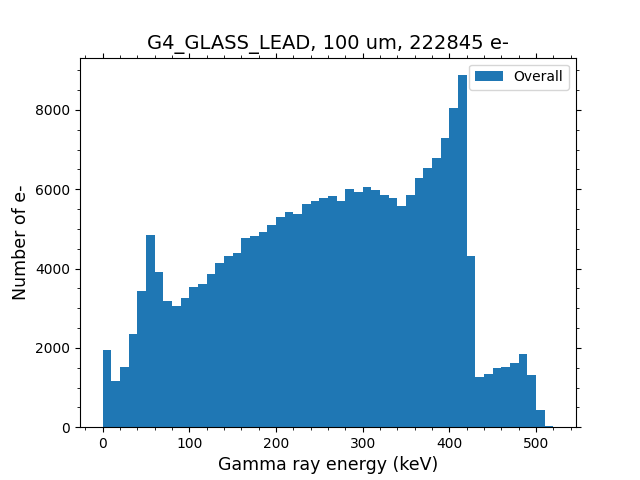 G4_GLASS_LEAD, 100 um, 222845 e-
Overall
Number of e-
8000
6000
4000
2000
0
0 100 200 300 400 500
Gamma ray energy (keV)